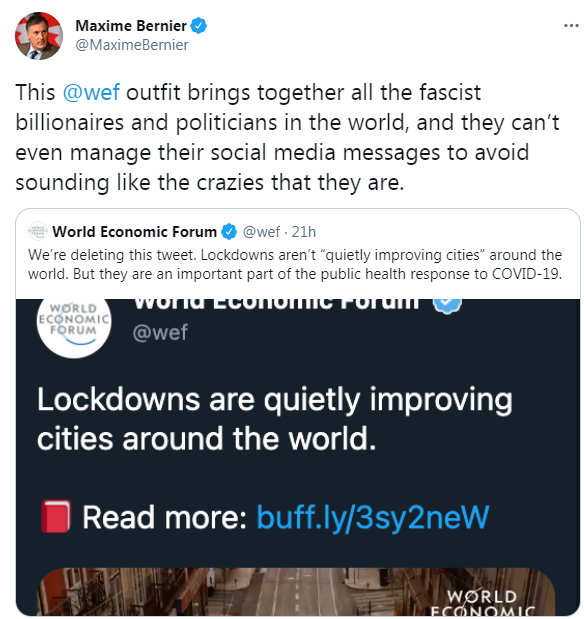 Maxime Bernier
@MaximeBernier
This @wef outfit brings together all the fascist
billionaires and politicians in the world, and they can't
even manage their social media messages to avoid
sounding like the crazies that they are.
World Economic Forum @wef · 21h
We're deleting this tweet. Lockdowns aren't “quietly improving cities” around the
world. But they are an important part of the public health response to COVID-19.
WORLD
ECONOMIC
FORUM
World Economic Forum
@wef
Lockdowns are quietly improving
cities around the world.
Read more: buff.ly/3sy2neW
WORLD
ECONOMIC